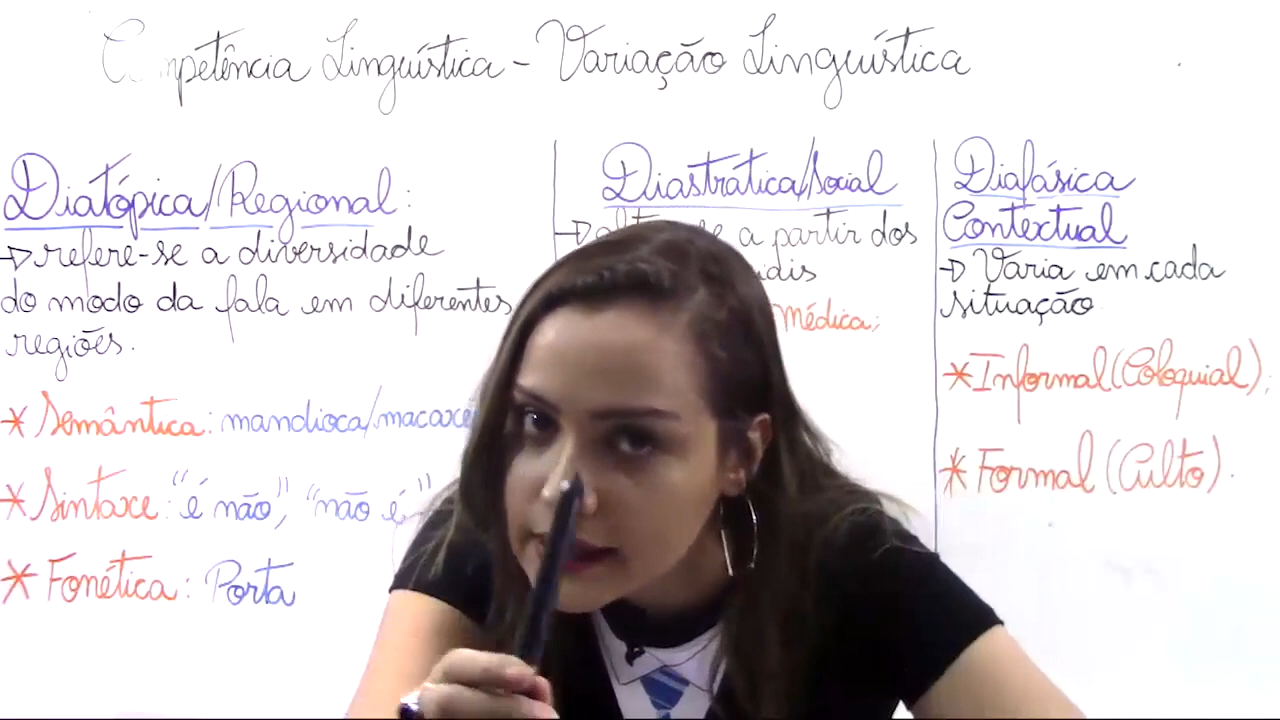 Competência Linguística - Variação Linguística
Diatópica/Regional:
→ refere-se a diversidade
do modo da fala em diferentes
regiões.
* Semântica: mandioca/macaxe
* Sintaxe: "é não", "não é"
* Fonética: Porta
Diastrática/Social
→ a partir dos
médica;
Diafásica
Contextual
→ Varia em cada
situação
* Informal (Coloquial);
* Formal (Culto).